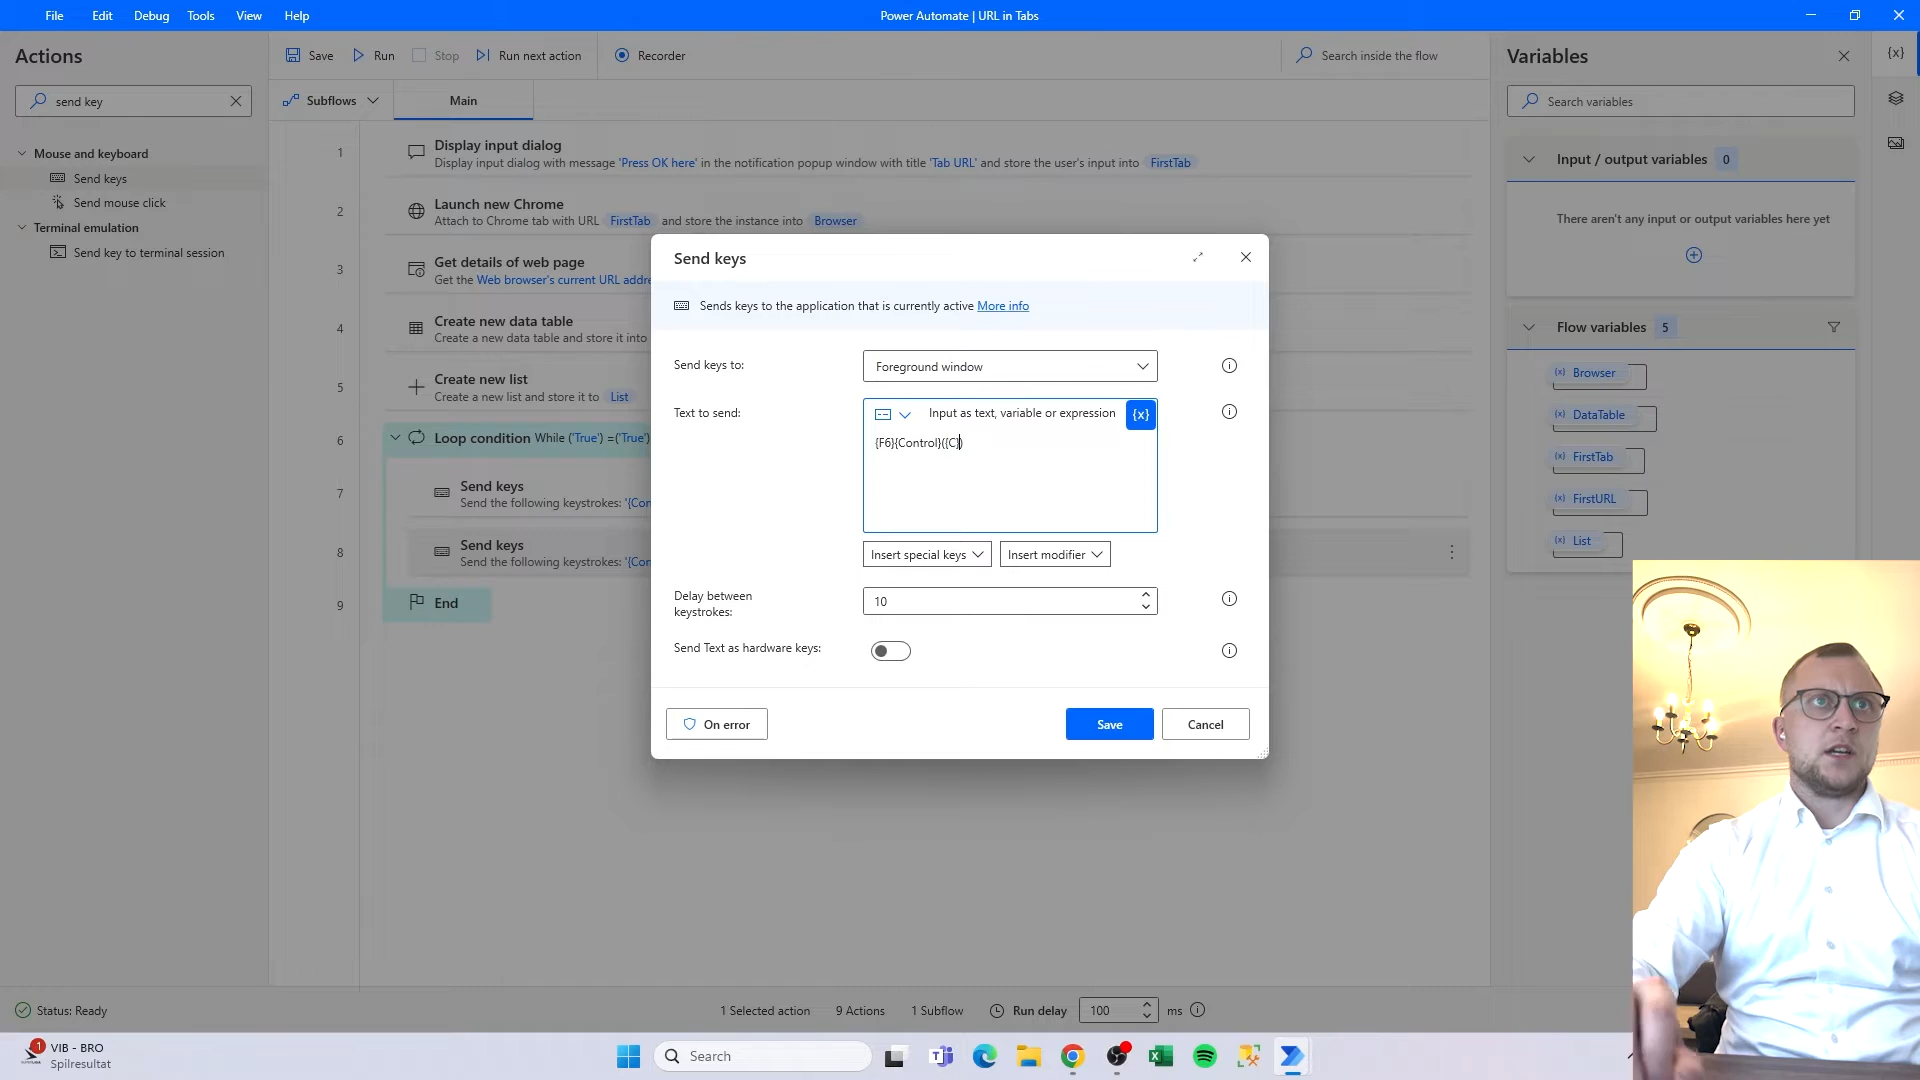 File Edit Debug Tools View Help
Power Automate | URL in Tabs
Actions
Save Run Stop Run next action Recorder
Search inside the flow
Variables
{x}
send key
Subflows
Main
Search variables
Mouse and keyboard
Send keys
Send mouse click
Terminal emulation
Send key to terminal session
1
Display input dialog
Display input dialog with message 'Press OK here' in the notification popup window with title 'Tab URL' and store the user's input into FirstTab
2
Launch new Chrome
Attach to Chrome tab with URL FirstTab and store the instance into Browser
3
Get details of web page
Get the Web browser's current URL addre
4
Create new data table
Create a new data table and store it into
5
Create new list
Create a new list and store it to List
6
Loop condition While ('True') =('True')
7
Send keys
Send the following keystrokes: '{Con
8
Send keys
Send the following keystrokes: '{Con
9
End
Send keys
Sends keys to the application that is currently active More info
Send keys to:
Foreground window
Text to send:
Input as text, variable or expression
{x}
{F6}{Control}({C})
Insert special keys
Insert modifier
Delay between
keystrokes:
10
Send Text as hardware keys:
On error
Save
Cancel
Input / output variables 0
There aren't any input or output variables here yet
Flow variables 5
(x) Browser
(x) DataTable
(x) FirstTab
(x) FirstURL
(x) List
Status: Ready
1 Selected action
9 Actions
1 Subflow
Run delay
100
ms
1
VIB - BRO
Spilresultat
Search